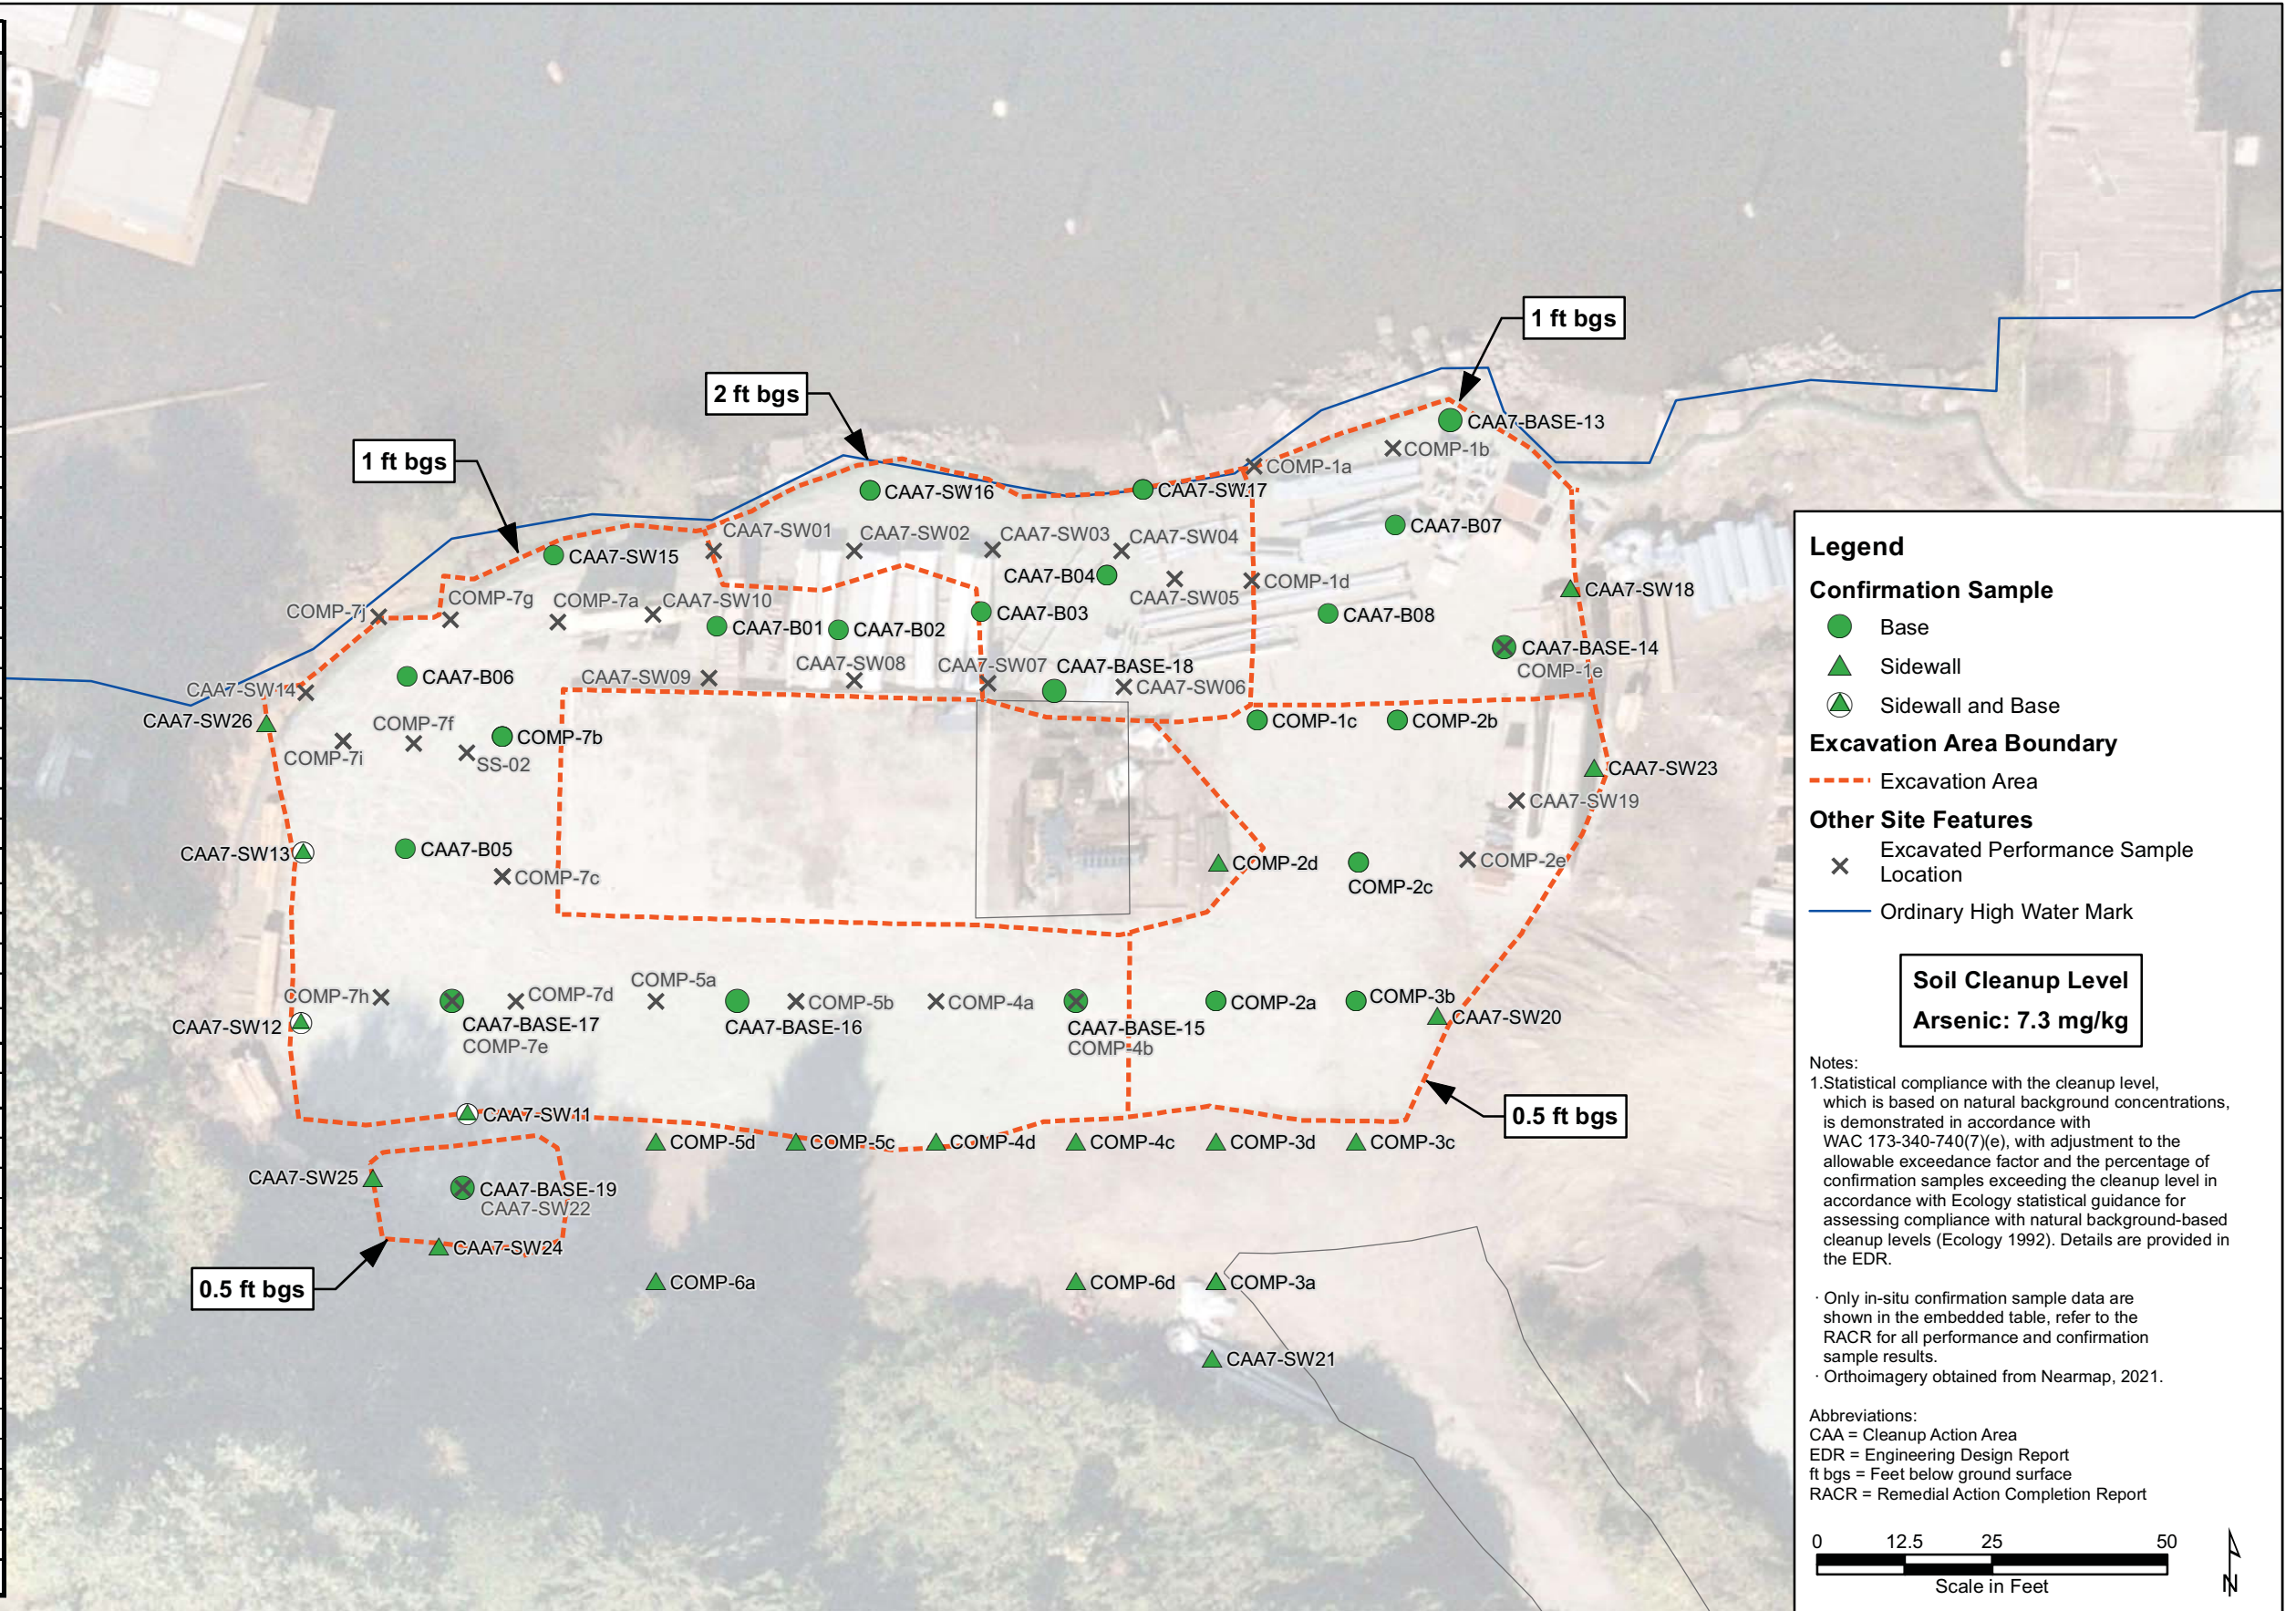 1 ft bgs
2 ft bgs
1 ft bgs
CAA7-BASE-13
COMP-1b
COMP-1a
CAA7-SW16
CAA7-SW17
CAA7-B07
CAA7-SW01
CAA7-SW02
CAA7-SW03
CAA7-SW04
CAA7-SW15
CAA7-B04
COMP-1d
CAA7-SW05
CAA7-SW18
COMP-7j
COMP-7g
COMP-7a
CAA7-SW10
CAA7-B03
CAA7-B08
CAA7-B01
CAA7-B02
CAA7-BASE-14
COMP-1e
CAA7-B06
CAA7-SW09
CAA7-SW08
CAA7-SW07
CAA7-BASE-18
CAA7-SW06
CAA7-SW14
CAA7-SW26
COMP-7f
COMP-7b
COMP-1c
COMP-2b
COMP-7i
SS-02
CAA7-SW23
CAA7-SW19
CAA7-SW13
CAA7-B05
COMP-7c
COMP-2d
COMP-2c
COMP-2e
COMP-7h
COMP-7d
COMP-5a
COMP-5b
COMP-4a
COMP-2a
COMP-3b
CAA7-SW12
CAA7-BASE-17
COMP-7e
CAA7-BASE-16
CAA7-BASE-15
COMP-4b
CAA7-SW20
CAA7-SW11
0.5 ft bgs
COMP-5d
COMP-5c
COMP-4d
COMP-4c
COMP-3d
COMP-3c
CAA7-SW25
CAA7-BASE-19
CAA7-SW22
CAA7-SW24
0.5 ft bgs
COMP-6a
COMP-6d
COMP-3a
CAA7-SW21
Legend
Confirmation Sample
Base
Sidewall
Sidewall and Base
Excavation Area Boundary
Excavation Area
Other Site Features
Excavated Performance Sample
Location
Ordinary High Water Mark
Soil Cleanup Level
Arsenic: 7.3 mg/kg
Notes:
1.Statistical compliance with the cleanup level,
which is based on natural background concentrations,
is demonstrated in accordance with
WAC 173-340-740(7)(e), with adjustment to the
allowable exceedance factor and the percentage of
confirmation samples exceeding the cleanup level in
accordance with Ecology statistical guidance for
assessing compliance with natural background-based
cleanup levels (Ecology 1992). Details are provided in
the EDR.
· Only in-situ confirmation sample data are
shown in the embedded table, refer to the
RACR for all performance and confirmation
sample results.
· Orthoimagery obtained from Nearmap, 2021.
Abbreviations:
CAA = Cleanup Action Area
EDR = Engineering Design Report
ft bgs = Feet below ground surface
RACR = Remedial Action Completion Report
0 12.5 25 50
Scale in Feet
N